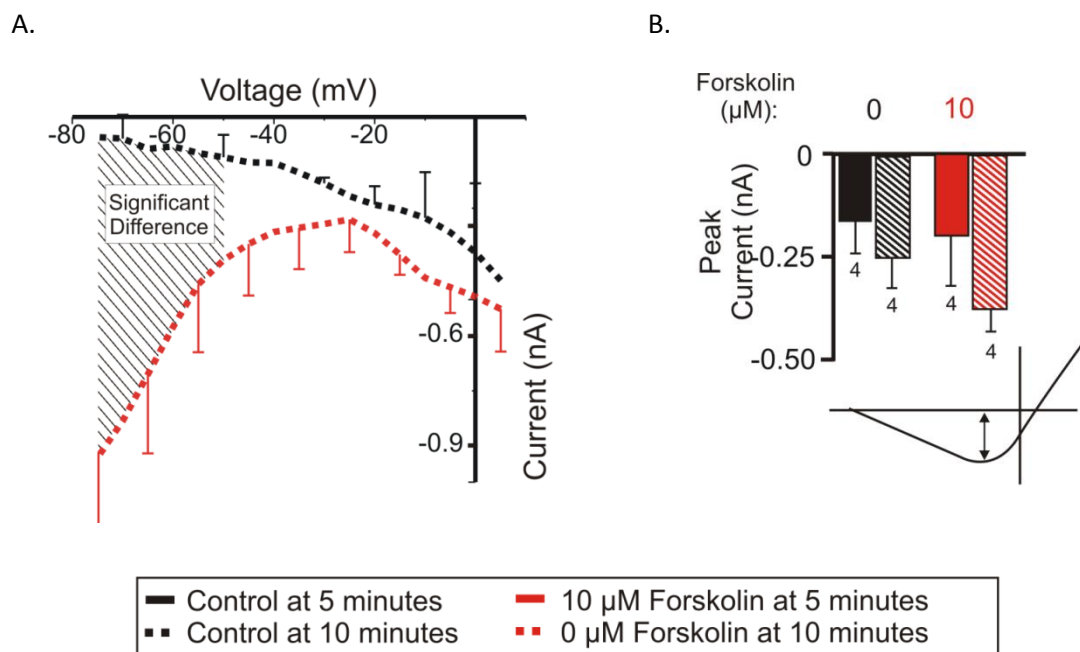 A.
B.
Voltage (mV)
-80
-60
-40
-20
Significant
Difference
-0.6
-0.9
Current (nA)
Forskolin
(μM):
0
10
0
-0.25
-0.50
Peak
Current (nA)
4
4
4
4
Control at 5 minutes
10 μM Forskolin at 5 minutes
Control at 10 minutes
0 μM Forskolin at 10 minutes